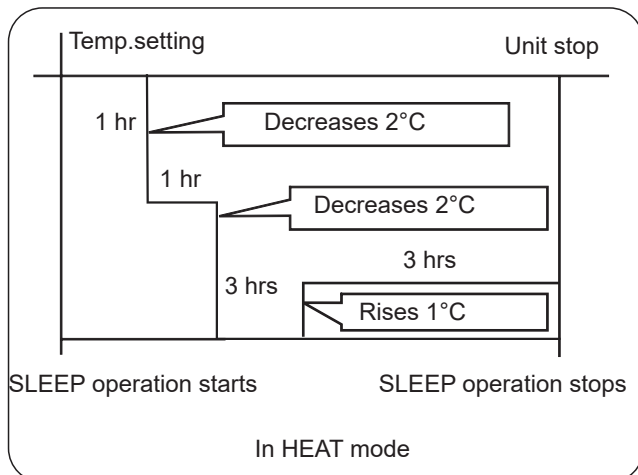 Temp.setting
Unit stop
1 hr
Decreases 2°C
1 hr
Decreases 2°C
3 hrs
3 hrs
Rises 1°C
SLEEP operation starts
SLEEP operation stops
In HEAT mode